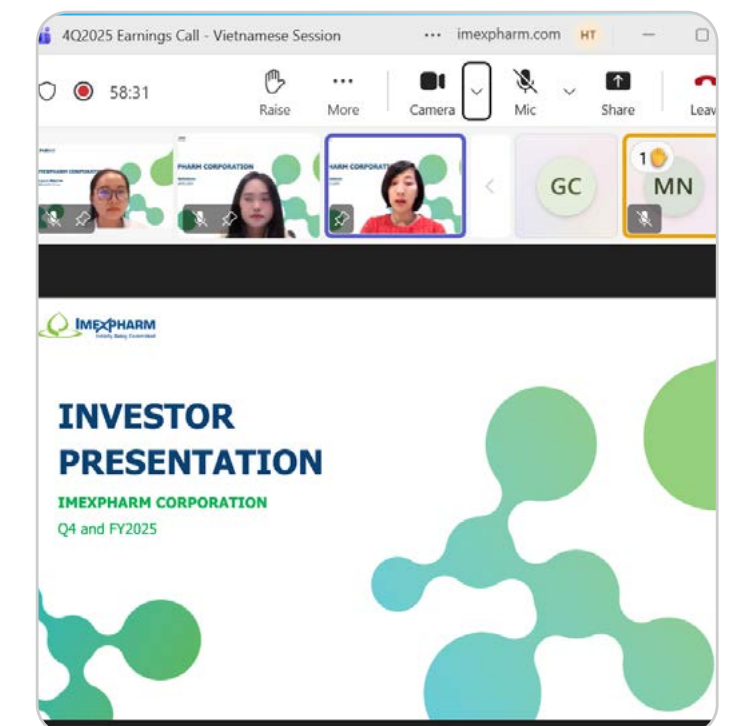 4Q2025 Earnings Call - Vietnamese Session
imexpharm.com HT
58:31
Raise
More
Camera
Mic
Share
Leav
PHARM CORPORATION
GC
1
MN
IMEXPHARM
INVESTOR
PRESENTATION
IMEXPHARM CORPORATION
Q4 and FY2025